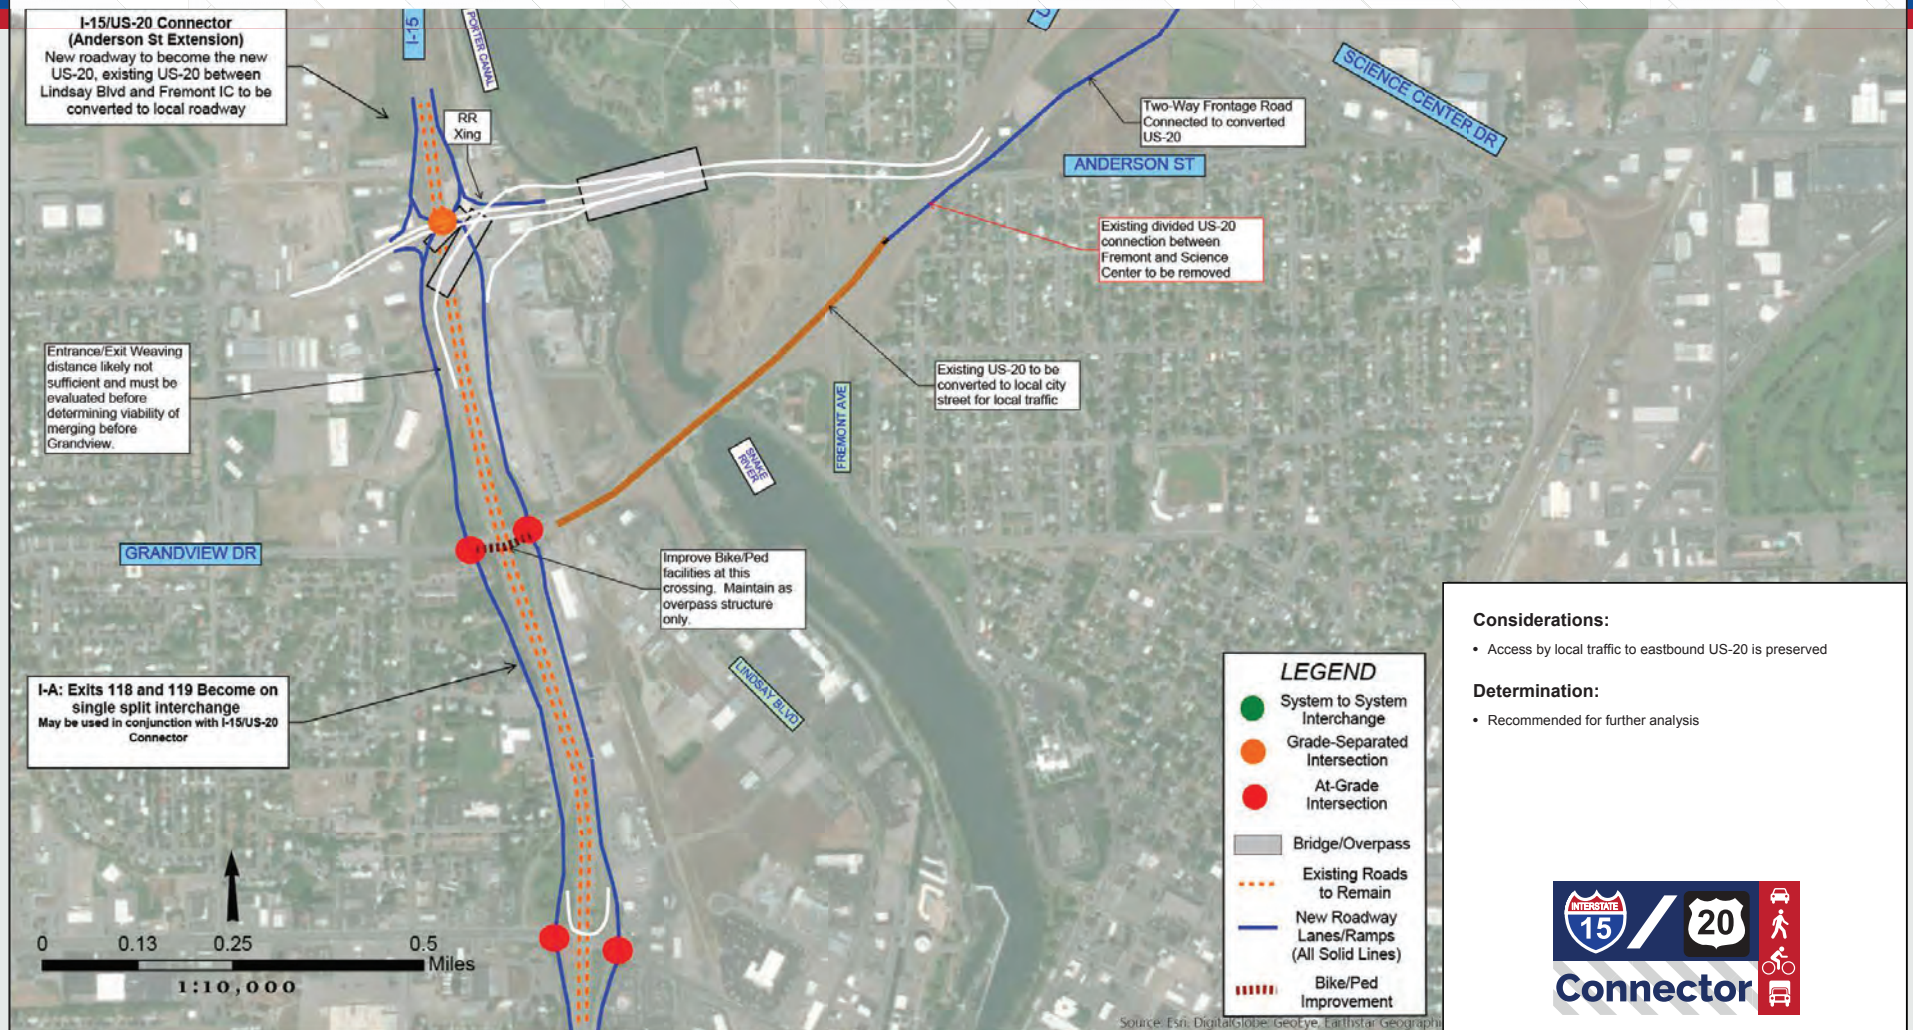 I-15/US-20 Connector
(Anderson St Extension)
New roadway to become the new
US-20, existing US-20 between
Lindsay Blvd and Fremont IC to be
converted to local roadway
I-15
PORTER CANAL
RR
Xing
SCIENCE CENTER DR
Two-Way Frontage Road
Connected to converted
US-20
ANDERSON ST
Existing divided US-20
connection between
Fremont and Science
Center to be removed
Entrance/Exit Weaving
distance likely not
sufficient and must be
evaluated before
determining viability of
merging before
Grandview.
Existing US-20 to be
converted to local city
street for local traffic
FREMONT AVE
SNAKE
RIVER
GRANDVIEW DR
Improve Bike/Ped
facilities at this
crossing. Maintain as
overpass structure
only.
LINDSAY BLVD
I-A: Exits 118 and 119 Become on
single split interchange
May be used in conjunction with I-15/US-20
Connector
0 0.13 0.25 0.5
Miles
1:10,000
LEGEND
System to System
Interchange
Grade-Separated
Intersection
At-Grade
Intersection
Bridge/Overpass
Existing Roads
to Remain
New Roadway
Lanes/Ramps
(All Solid Lines)
Bike/Ped
Improvement
Source: Esri, DigitalGlobe, GeoEye, Earthstar Geographi
Considerations:
• Access by local traffic to eastbound US-20 is preserved
Determination:
• Recommended for further analysis
INTERSTATE
15
20
Connector